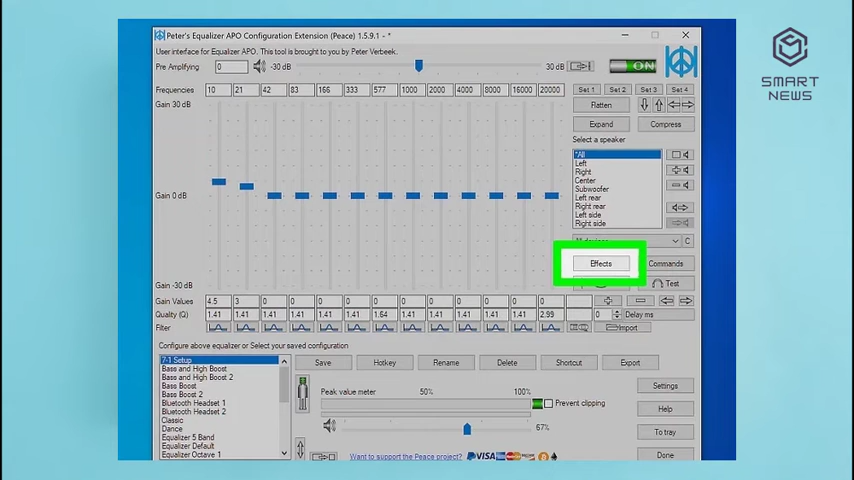 Peter's Equalizer APO Configuration Extension (Peace) 1.5.9.1 - *
User interface for Equalizer APO. This tool is brought to you by Peter Verbeek.
SMART
NEWS
Pre Amplifying 0 -30 dB 30 dB ON
Frequencies 10 21 42 83 166 333 577 1000 2000 4000 8000 16000 20000 Set 1 Set 2 Set 3 Set 4
Gain 30 dB Flatten
Expand Compress
Select a speaker
*All
Left
Right
Center
Gain 0 dB Subwoofer
Left rear
Right rear
Left side
Right side
C
Effects Commands
Gain -30 dB Test
Gain Values 4.5 3 0 0 0 0 0 0 0 0 0 0 0
Quality (Q) 1.41 1.41 1.41 1.41 1.41 1.41 1.64 1.41 1.41 1.41 1.41 1.41 2.99 0 Delay ms
Filter Import
Configure above equalizer or Select your saved configuration
7-1 Setup
Bass and High Boost
Bass and High Boost 2
Bass Boost
Bass Boost 2
Bluetooth Headset 1
Bluetooth Headset 2
Classic
Dance
Equalizer 5 Band
Equalizer Default
Equalizer Octave 1
Save Hotkey Rename Delete Shortcut Export
Peak value meter 50% 100%
Prevent clipping
67%
Want to support the Peace project? PayPal VISA
Settings
Help
To tray
Done